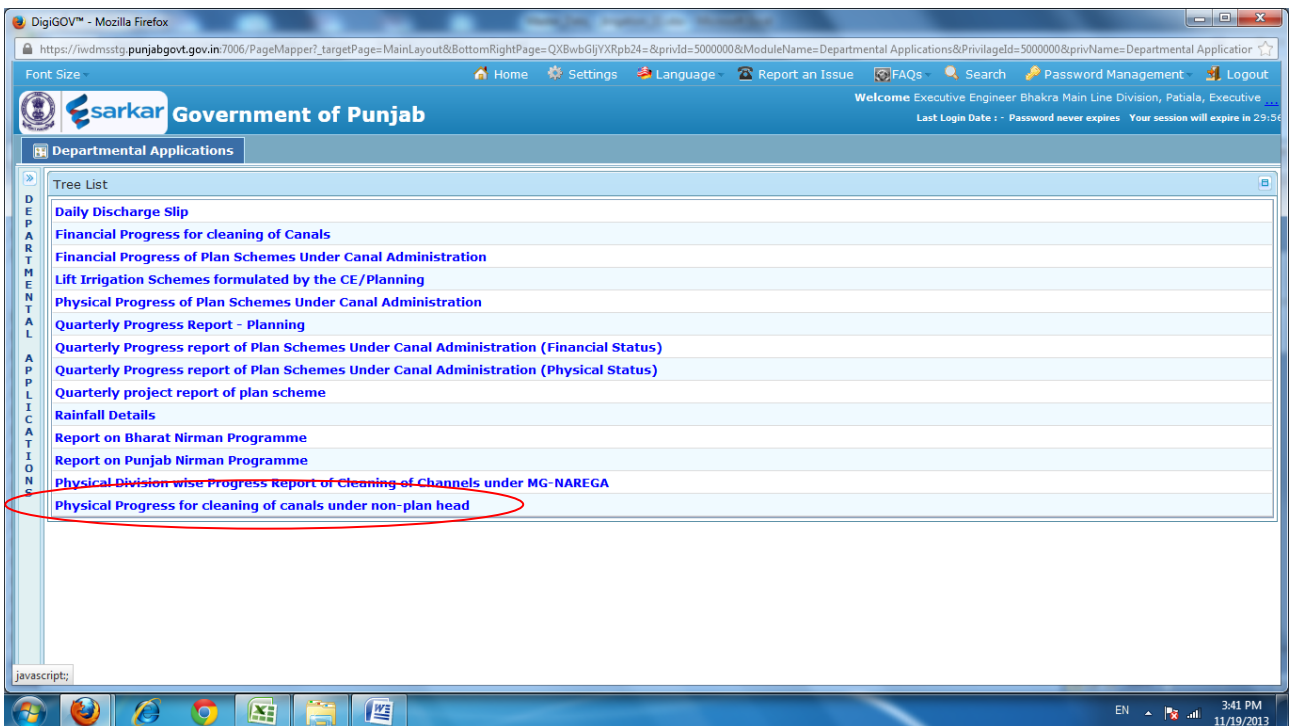 DigiGOV™ - Mozilla Firefox
https://iwdmsstg.punjabgovt.gov.in:7006/PageMapper?_targetPage=MainLayout&BottomRightPage=QXBwbGljYXRpb24=&privId=5000000&ModuleName=Departmental Applications&PrivilageId=5000000&privName=Departmental Applicatior
Font Size Home Settings Language Report an Issue FAQs Search Password Management Logout
Welcome Executive Engineer Bhakra Main Line Division, Patiala, Executive ...
sarkar Government of Punjab
Last Login Date : - Password never expires Your session will expire in 29:56
Departmental Applications
DEPARTMENTAL APPLICATIONS
Tree List
Daily Discharge Slip
Financial Progress for cleaning of Canals
Financial Progress of Plan Schemes Under Canal Administration
Lift Irrigation Schemes formulated by the CE/Planning
Physical Progress of Plan Schemes Under Canal Administration
Quarterly Progress Report - Planning
Quarterly Progress report of Plan Schemes Under Canal Administration (Financial Status)
Quarterly Progress report of Plan Schemes Under Canal Administration (Physical Status)
Quarterly project report of plan scheme
Rainfall Details
Report on Bharat Nirman Programme
Report on Punjab Nirman Programme
Physical Division wise Progress Report of Cleaning of Channels under MG-NAREGA
Physical Progress for cleaning of canals under non-plan head
javascript:;
EN
3:41 PM
11/19/2013